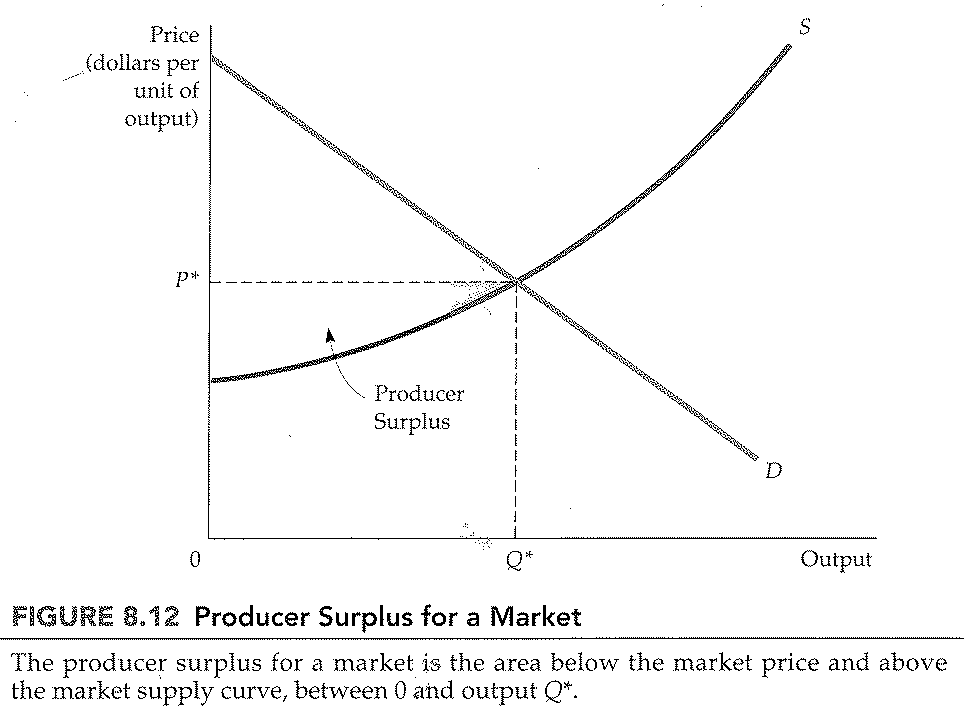 Price
(dollars per
unit of
output)
S
P*
Producer
Surplus
D
0
Q*
Output
FIGURE 8.12 Producer Surplus for a Market
The producer surplus for a market is the area below the market price and above
the market supply curve, between 0 and output Q*.